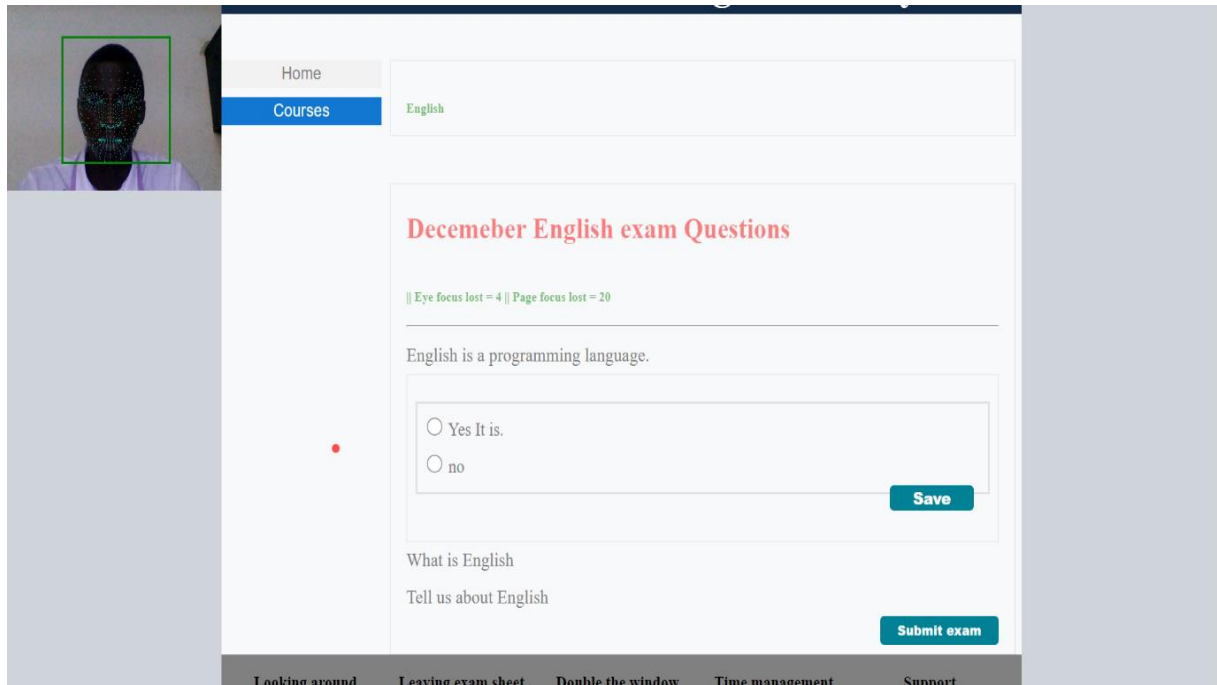 Home
Courses
English
Decemeber English exam Questions
|| Eye focus lost = 4 || Page focus lost = 20
English is a programming language.
Yes It is.
no
Save
What is English
Tell us about English
Submit exam
Looking around Leaving exam sheet Double the window Time management Support